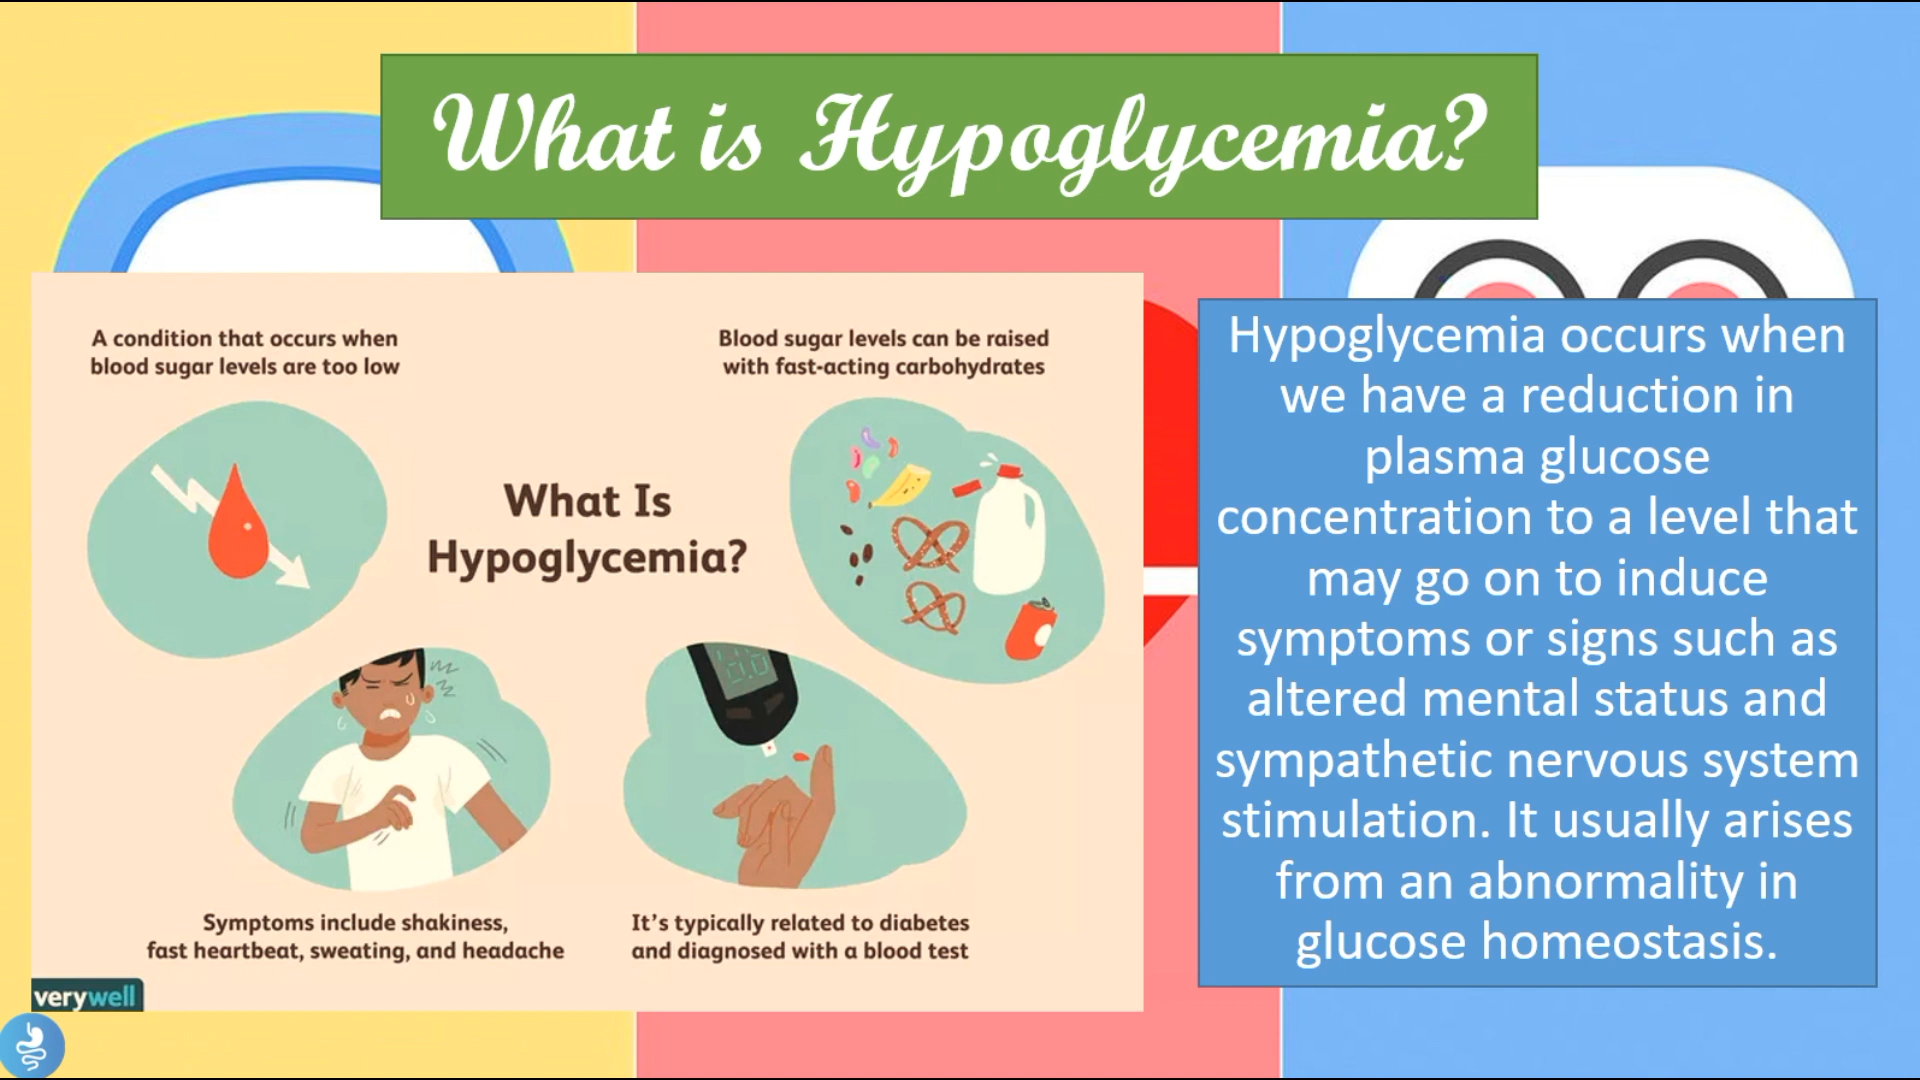 What is Hypoglycemia?
A condition that occurs when
blood sugar levels are too low
Blood sugar levels can be raised
with fast-acting carbohydrates
What Is
Hypoglycemia?
Symptoms include shakiness,
fast heartbeat, sweating, and headache
It's typically related to diabetes
and diagnosed with a blood test
verywell
Hypoglycemia occurs when
we have a reduction in
plasma glucose
concentration to a level that
may go on to induce
symptoms or signs such as
altered mental status and
sympathetic nervous system
stimulation. It usually arises
from an abnormality in
glucose homeostasis.